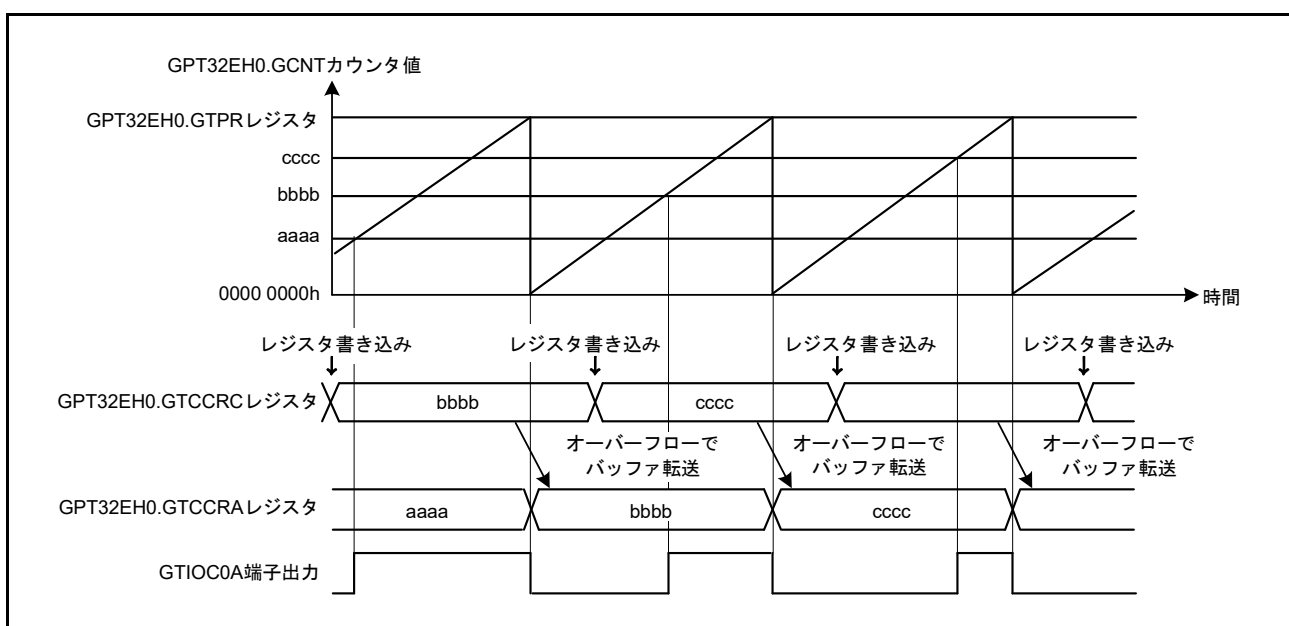 GPT32EH0.GCNTカウンタ値
GPT32EH0.GTPRレジスタ
cccc
bbbb
aaaa
0000 0000h
時間
レジスタ書き込み
レジスタ書き込み
レジスタ書き込み
レジスタ書き込み
GPT32EH0.GTCCRCレジスタ
bbbb
cccc
オーバーフローで
バッファ転送
オーバーフローで
バッファ転送
オーバーフローで
バッファ転送
GPT32EH0.GTCCRAレジスタ
aaaa
bbbb
cccc
GTIOC0A端子出力